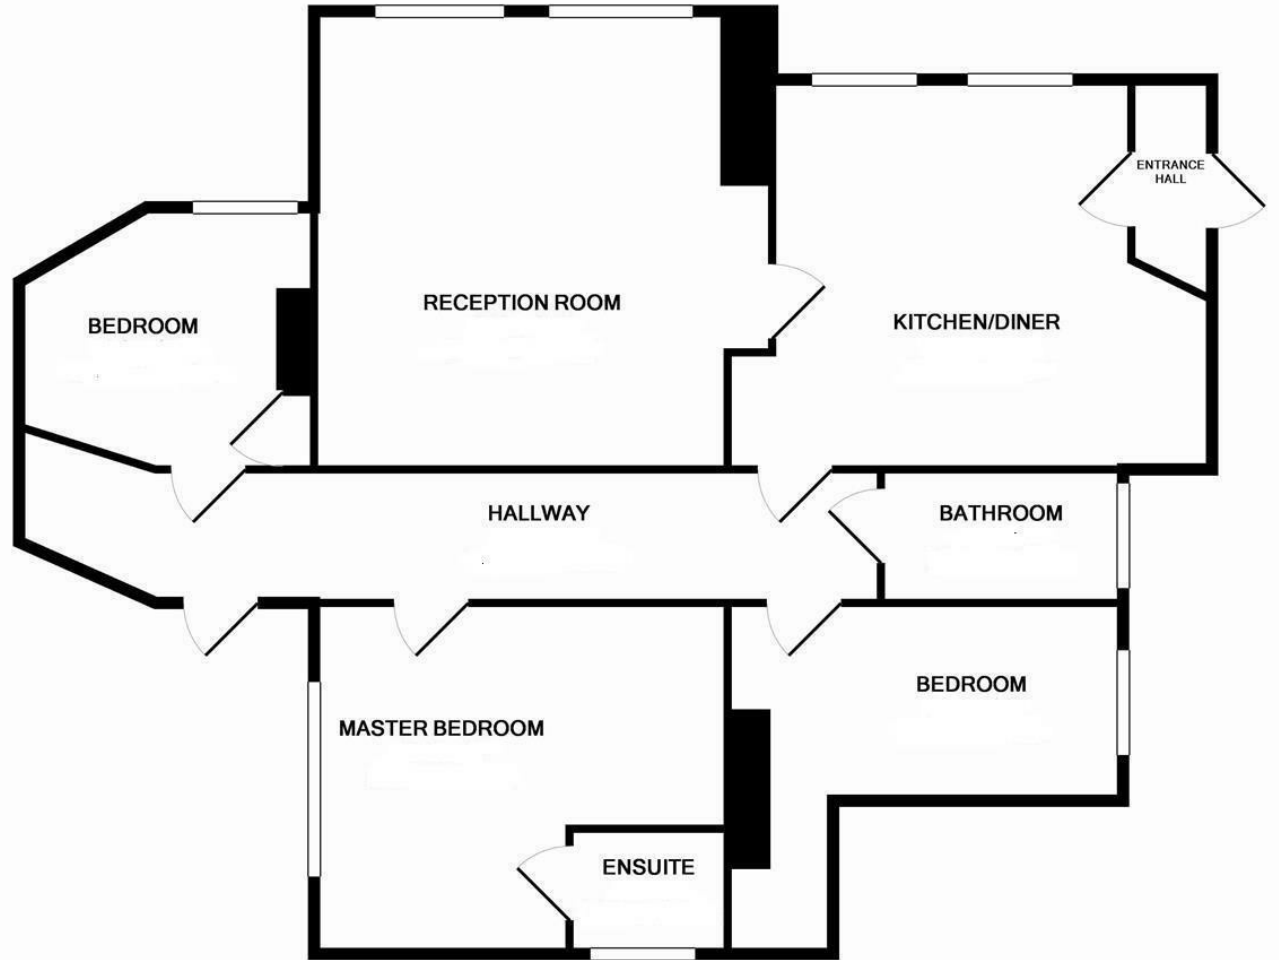 ENTRANCE
HALL
RECEPTION ROOM
KITCHEN/DINER
BEDROOM
HALLWAY
BATHROOM
BEDROOM
MASTER BEDROOM
ENSUITE